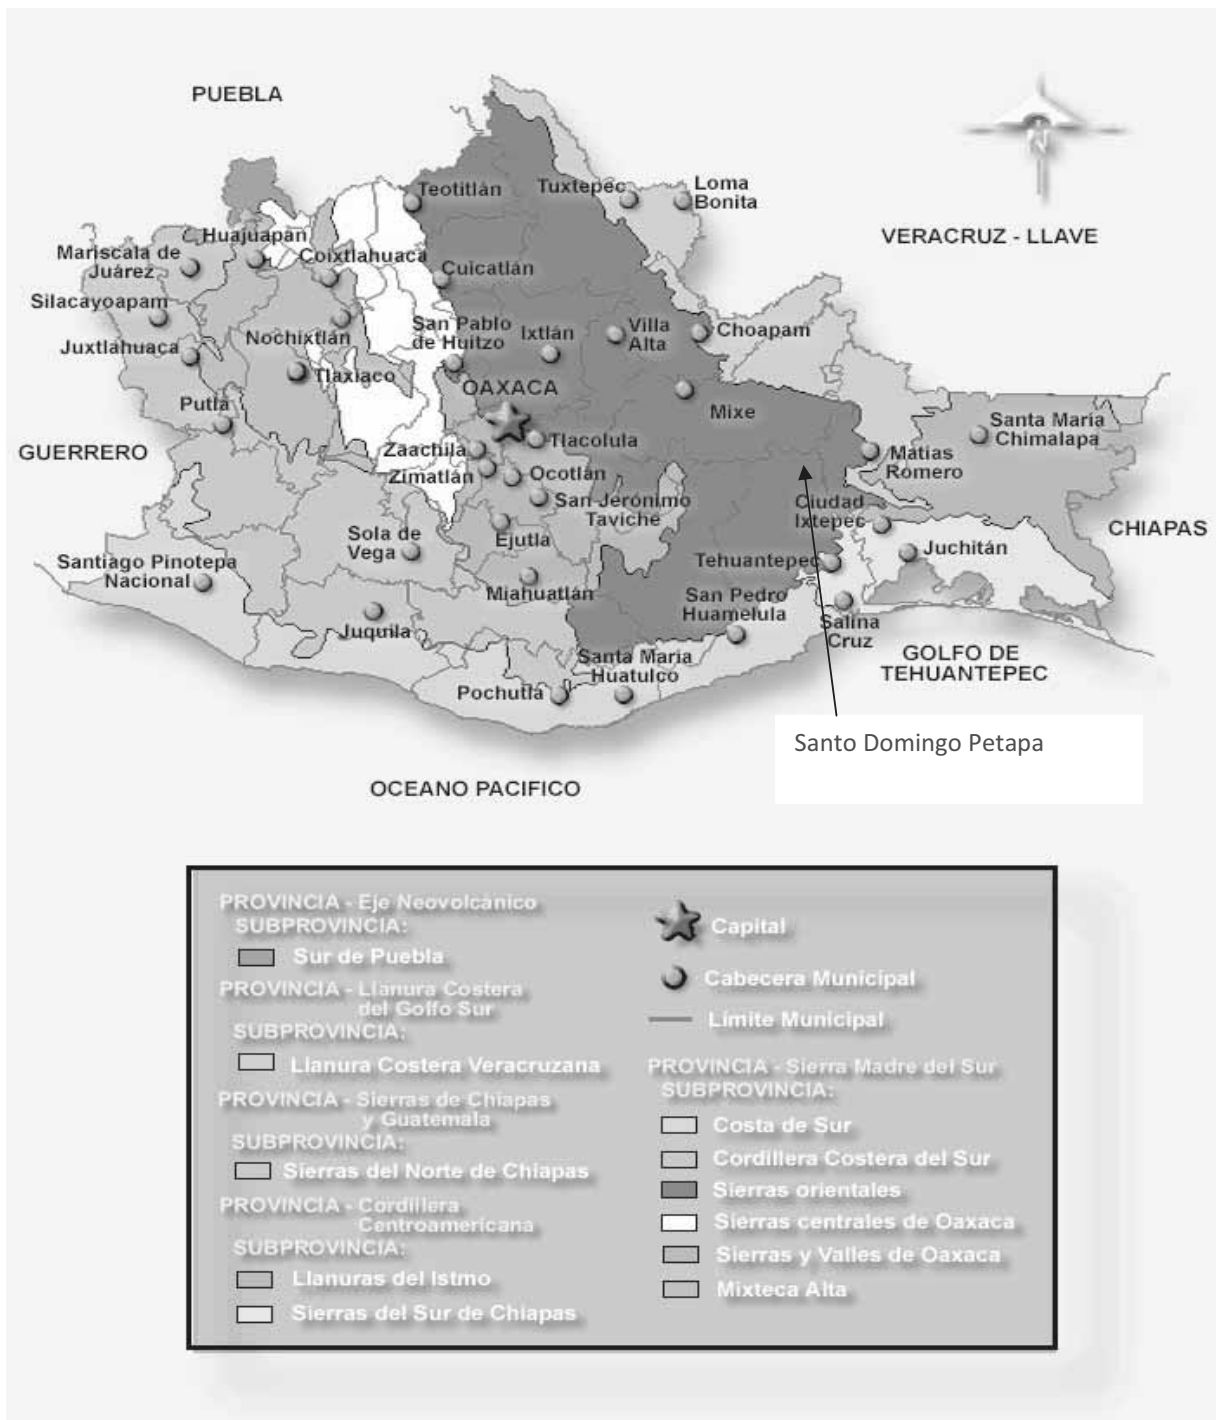 PUEBLA
N
Teotitlán
Tuxtepec
Loma
Bonita
VERACRUZ - LLAVE
Huajuapan
Mariscala de
Juárez
Coixtlahuaca
Cuicatlán
Silacayoapam
Nochixtlán
San Pablo
de Huitzo
Ixtlán
Villa
Alta
Choapam
Juxtlahuaca
Tlaxiaco
OAXACA
Mixe
Putla
Santa María
Chimalapa
GUERRERO
Zaachila
Tlacolula
Matias
Romero
Zimatlán
Ocotlán
San Jerónimo
Taviche
Ciudad
Ixtepec
CHIAPAS
Sola de
Vega
Ejutla
Juchitán
Santiago Pinotepa
Nacional
Tehuantepec
Miahuatlán
San Pedro
Huamelula
Juquila
Salina
Cruz
GOLFO DE
TEHUANTEPEC
Santa María
Huatulco
Pochutla
Santo Domingo Petapa
OCEANO PACIFICO
PROVINCIA - Eje Neovolcánico
SUBPROVINCIA:
Sur de Puebla
PROVINCIA - Llanura Costera
del Golfo Sur
SUBPROVINCIA:
Llanura Costera Veracruzana
PROVINCIA - Sierras de Chiapas
y Guatemala
SUBPROVINCIA:
Sierras del Norte de Chiapas
PROVINCIA - Cordillera
Centroamericana
SUBPROVINCIA:
Llanuras del Istmo
Sierras del Sur de Chiapas
Capital
Cabecera Municipal
Límite Municipal
PROVINCIA - Sierra Madre del Sur
SUBPROVINCIA:
Costa de Sur
Cordillera Costera del Sur
Sierras orientales
Sierras centrales de Oaxaca
Sierras y Valles de Oaxaca
Mixteca Alta